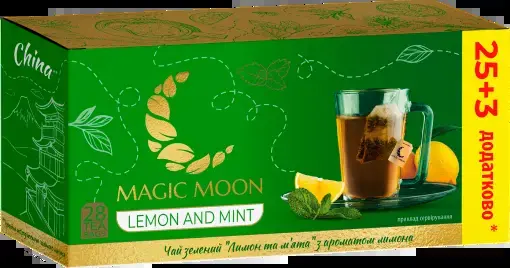 China
MAGIC MOON
LEMON AND MINT
28
TEA
Чай зелений "Лимон та м'ята" з ароматом лимона
приклад сервірування
25+3 додатково*